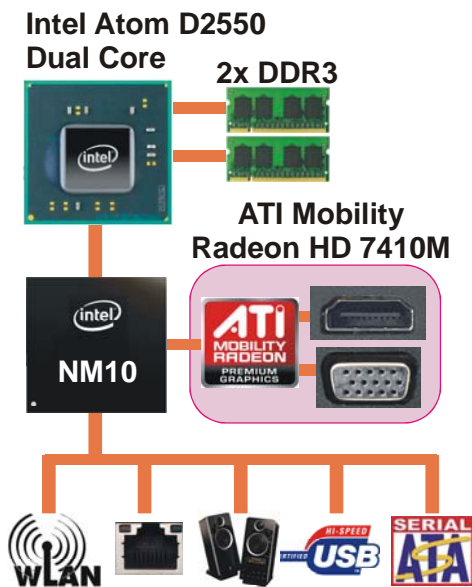 Intel Atom D2550
Dual Core
2x DDR3
intel
ATI Mobility
Radeon HD 7410M
intel
NM10
ATI
MOBILITY
RADEON
PREMIUM
GRAPHICS
WLAN
HI-SPEED
CERTIFIED
USB
SERIAL
ATA